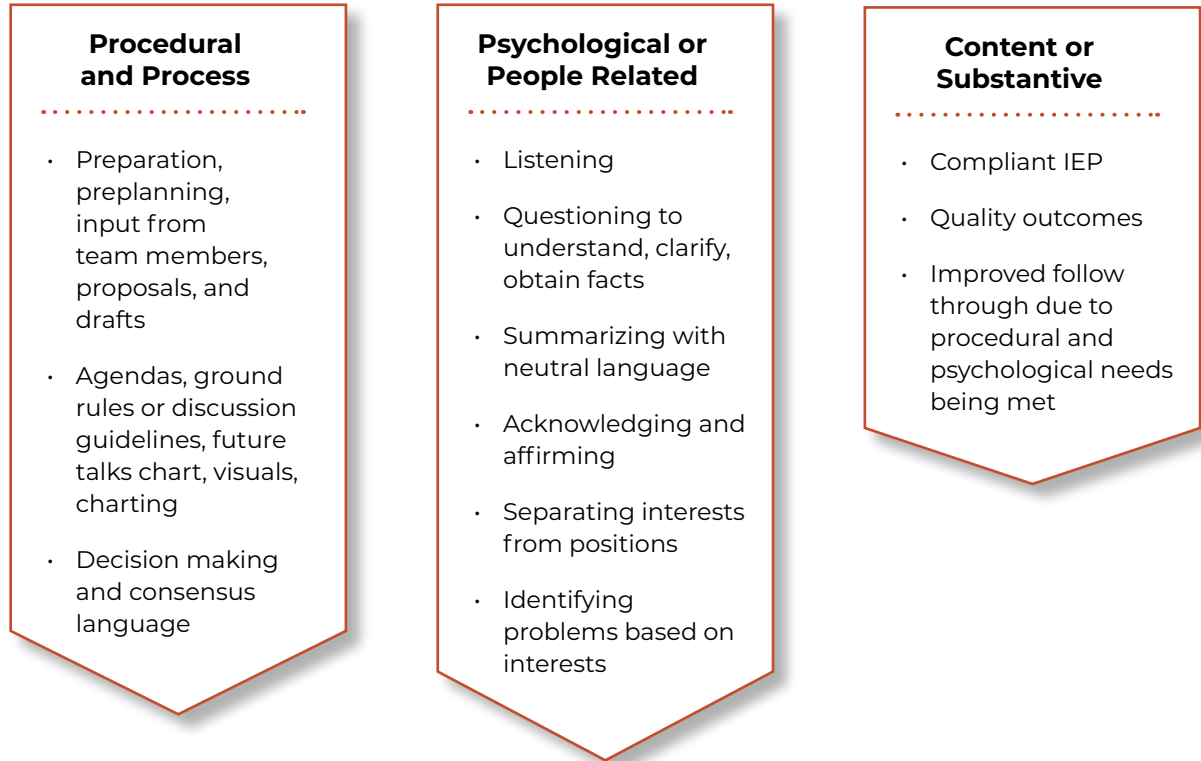 Procedural
and Process
• Preparation,
preplanning,
input from
team members,
proposals, and
drafts
• Agendas, ground
rules or discussion
guidelines, future
talks chart, visuals,
charting
• Decision making
and consensus
language
Psychological or
People Related
• Listening
• Questioning to
understand, clarify,
obtain facts
• Summarizing with
neutral language
• Acknowledging and
affirming
• Separating interests
from positions
• Identifying
problems based on
interests
Content or
Substantive
• Compliant IEP
• Quality outcomes
• Improved follow
through due to
procedural and
psychological needs
being met